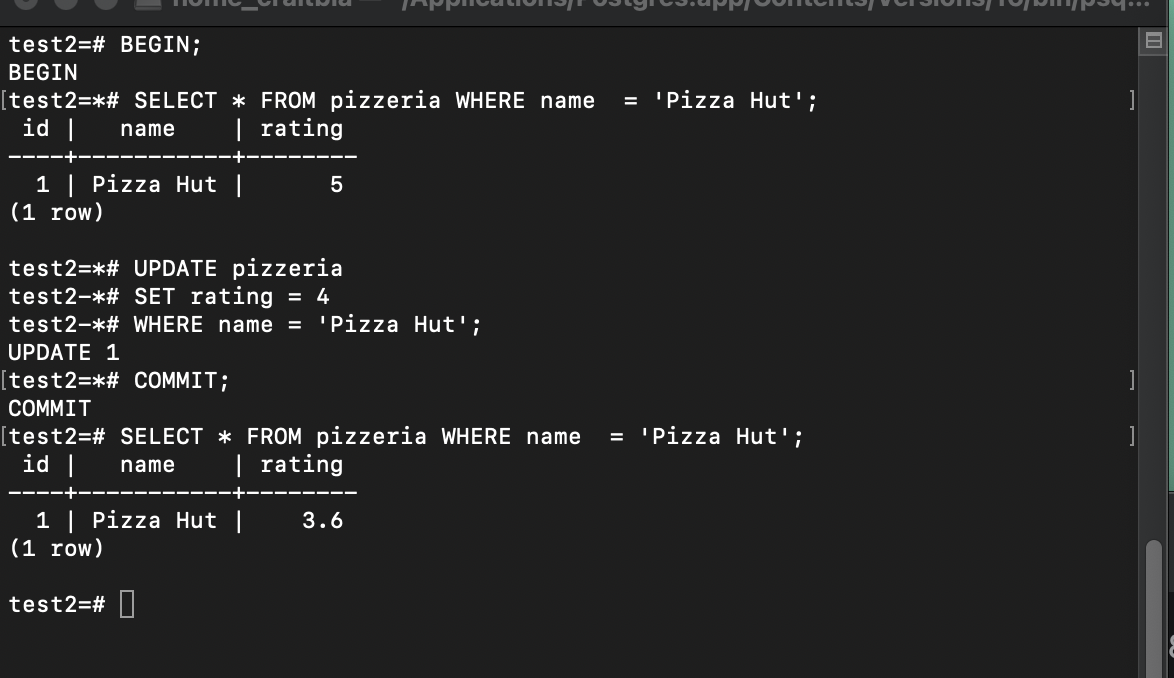 home_craitbia — /Applications/Postgres.app/Contents/Versions/16/bin/psq...
test2=# BEGIN;
BEGIN
[test2=*# SELECT * FROM pizzeria WHERE name  = 'Pizza Hut'; ]
 id |   name    | rating
----+-----------+--------
  1 | Pizza Hut |      5
(1 row)
test2=*# UPDATE pizzeria
test2-*# SET rating = 4
test2-*# WHERE name = 'Pizza Hut';
UPDATE 1
[test2=*# COMMIT; ]
COMMIT
[test2=# SELECT * FROM pizzeria WHERE name  = 'Pizza Hut'; ]
 id |   name    | rating
----+-----------+--------
  1 | Pizza Hut |    3.6
(1 row)
test2=#